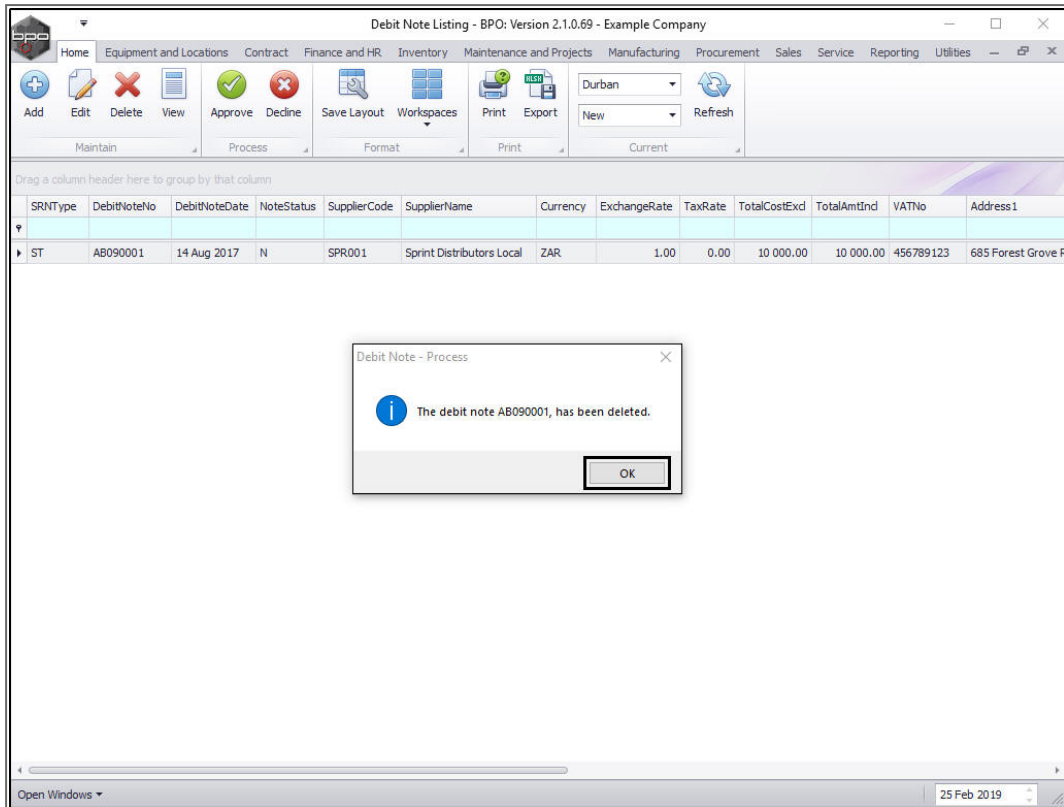 bpo
Debit Note Listing - BPO: Version 2.1.0.69 - Example Company
Home Equipment and Locations Contract Finance and HR Inventory Maintenance and Projects Manufacturing Procurement Sales Service Reporting Utilities
Add Edit Delete View Approve Decline Save Layout Workspaces Print Export Durban Refresh
XLSX
New
Maintain Process Format Print Current
Drag a column header here to group by that column
SRNType DebitNoteNo DebitNoteDate NoteStatus SupplierCode SupplierName Currency ExchangeRate TaxRate TotalCostExcl TotalAmtIncl VATNo Address1
ST AB090001 14 Aug 2017 N SPR001 Sprint Distributors Local ZAR 1.00 0.00 10 000.00 10 000.00 456789123 685 Forest Grove
Debit Note - Process
The debit note AB090001, has been deleted.
OK
Open Windows 25 Feb 2019